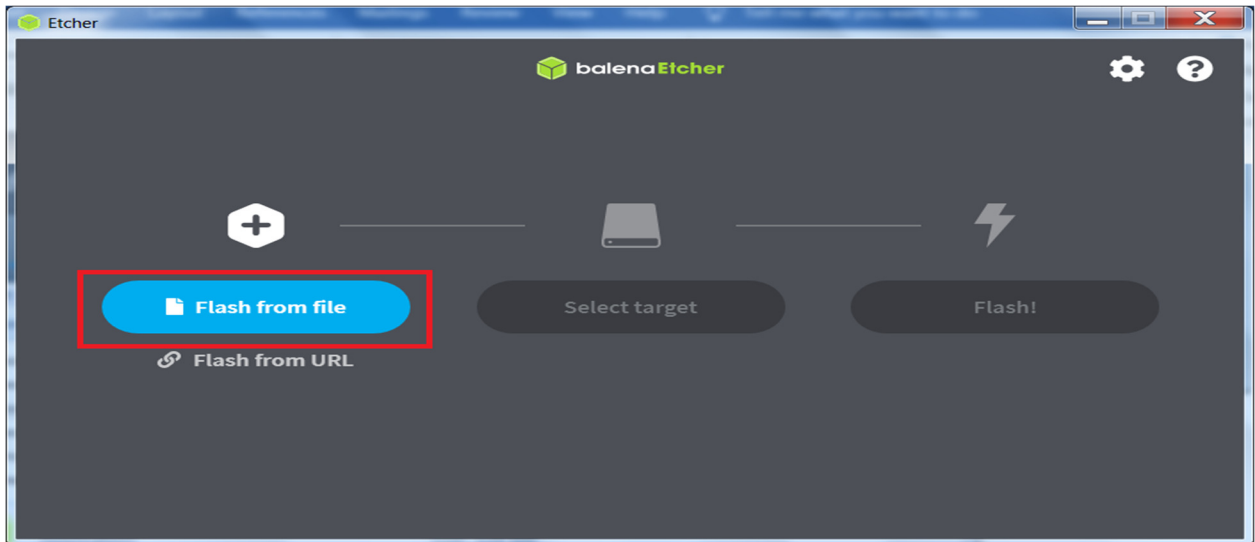 Etcher
balenaEtcher
Flash from file
Select target
Flash!
Flash from URL